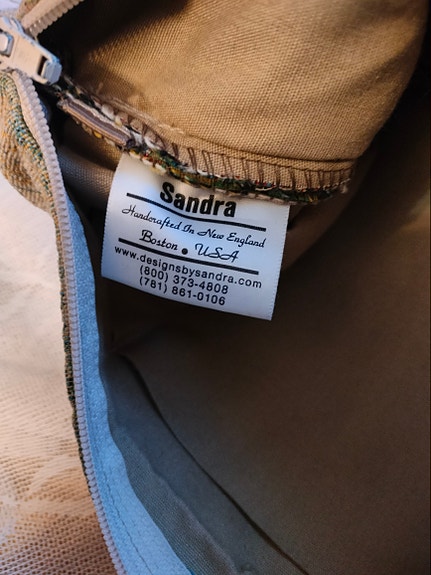 Sandra
Handcrafted In New England
Boston • USA
www.designsbysandra.com
(800) 373-4808
(781) 861-0106